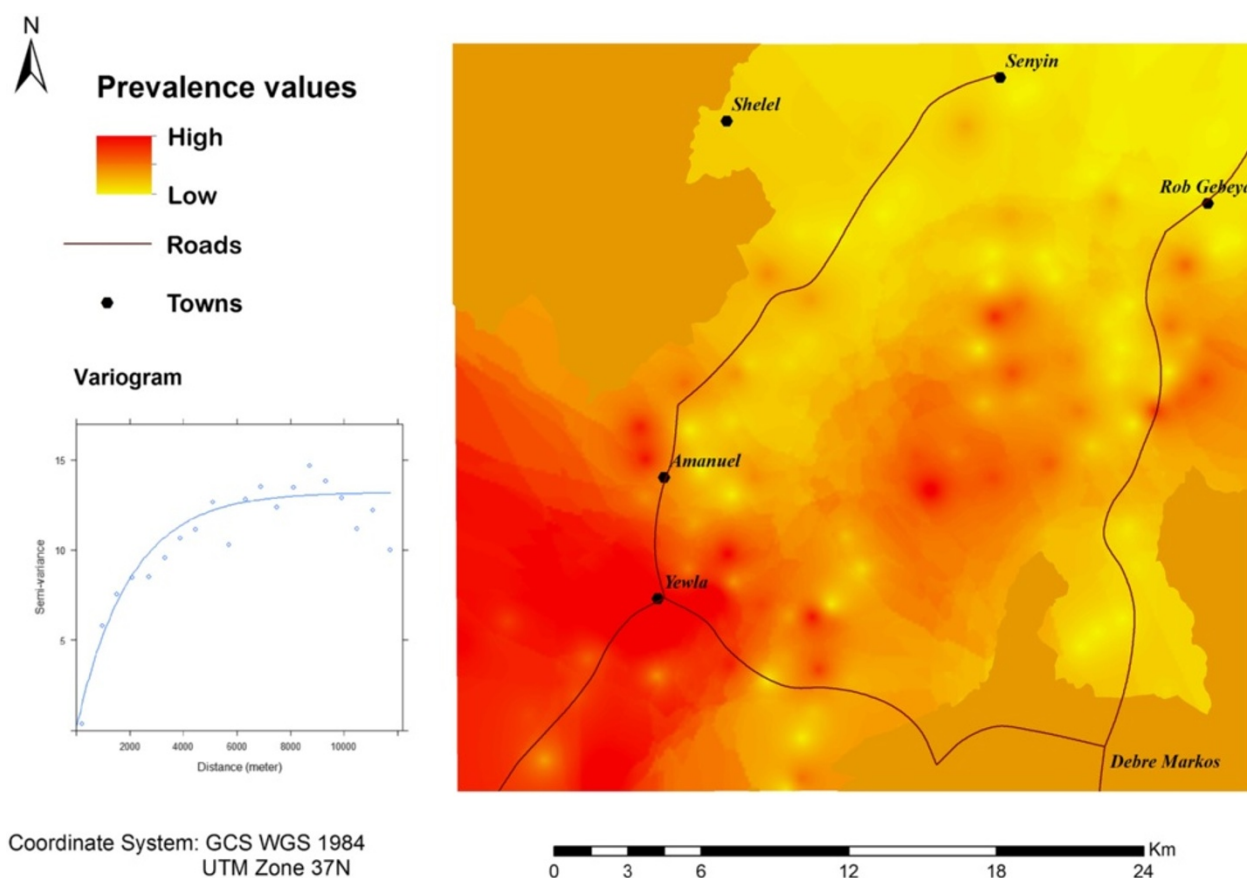 N
Prevalence values
High
Low
Roads
Towns
Variogram
15
10
5
Semi-variance
2000 4000 6000 8000 10000
Distance (meter)
Coordinate System: GCS WGS 1984
UTM Zone 37N
Senyin
Shelel
Rob Gebeya
Amanuel
Yewla
Debre Markos
0 3 6 12 18 24
Km